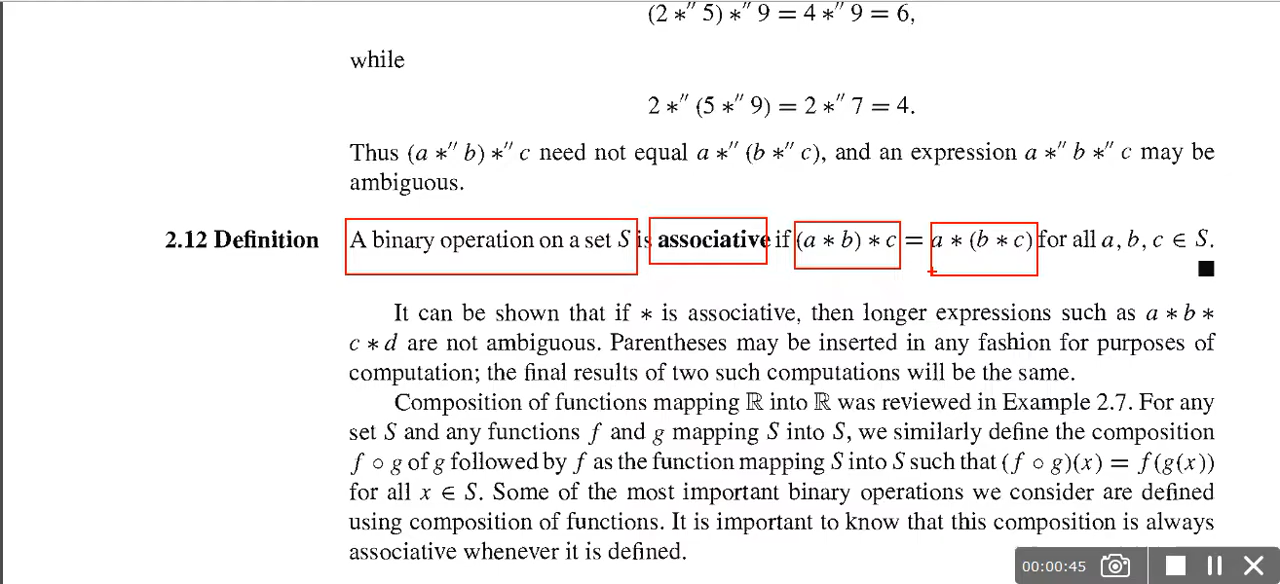 (2 ∗″ 5) ∗″ 9 = 4 ∗″ 9 = 6,
while
2 ∗″ (5 ∗″ 9) = 2 ∗″ 7 = 4.
Thus (a ∗″ b) ∗″ c need not equal a ∗″ (b ∗″ c), and an expression a ∗″ b ∗″ c may be
ambiguous.
2.12 Definition A binary operation on a set S is associative if (a ∗ b) ∗ c = a ∗ (b ∗ c) for all a, b, c ∈ S.
■
It can be shown that if ∗ is associative, then longer expressions such as a ∗ b ∗
c ∗ d are not ambiguous. Parentheses may be inserted in any fashion for purposes of
computation; the final results of two such computations will be the same.
Composition of functions mapping ℝ into ℝ was reviewed in Example 2.7. For any
set S and any functions f and g mapping S into S, we similarly define the composition
f ∘ g of g followed by f as the function mapping S into S such that (f ∘ g)(x) = f(g(x))
for all x ∈ S. Some of the most important binary operations we consider are defined
using composition of functions. It is important to know that this composition is always
associative whenever it is defined.
00:00:45